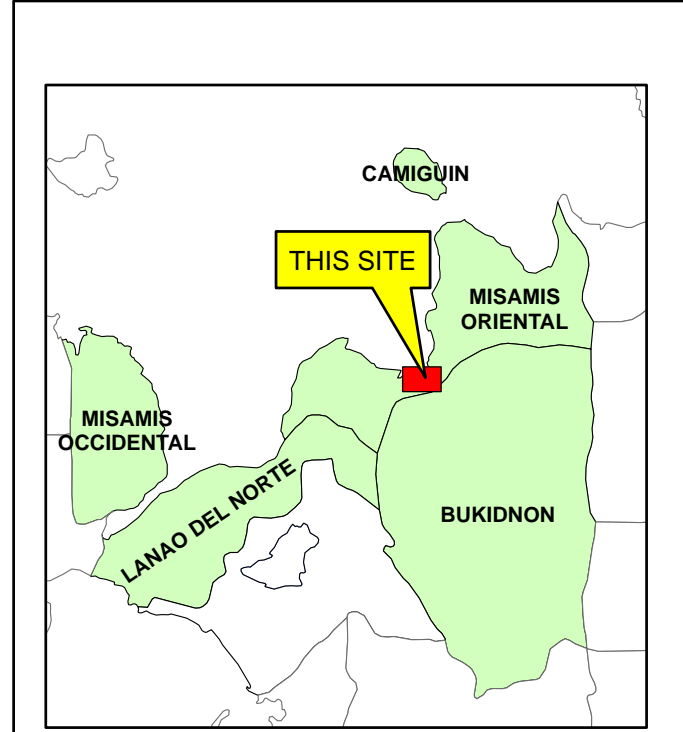 CAMIGUIN
THIS SITE
MISAMIS
ORIENTAL
MISAMIS
OCCIDENTAL
LANAO DEL NORTE
BUKIDNON